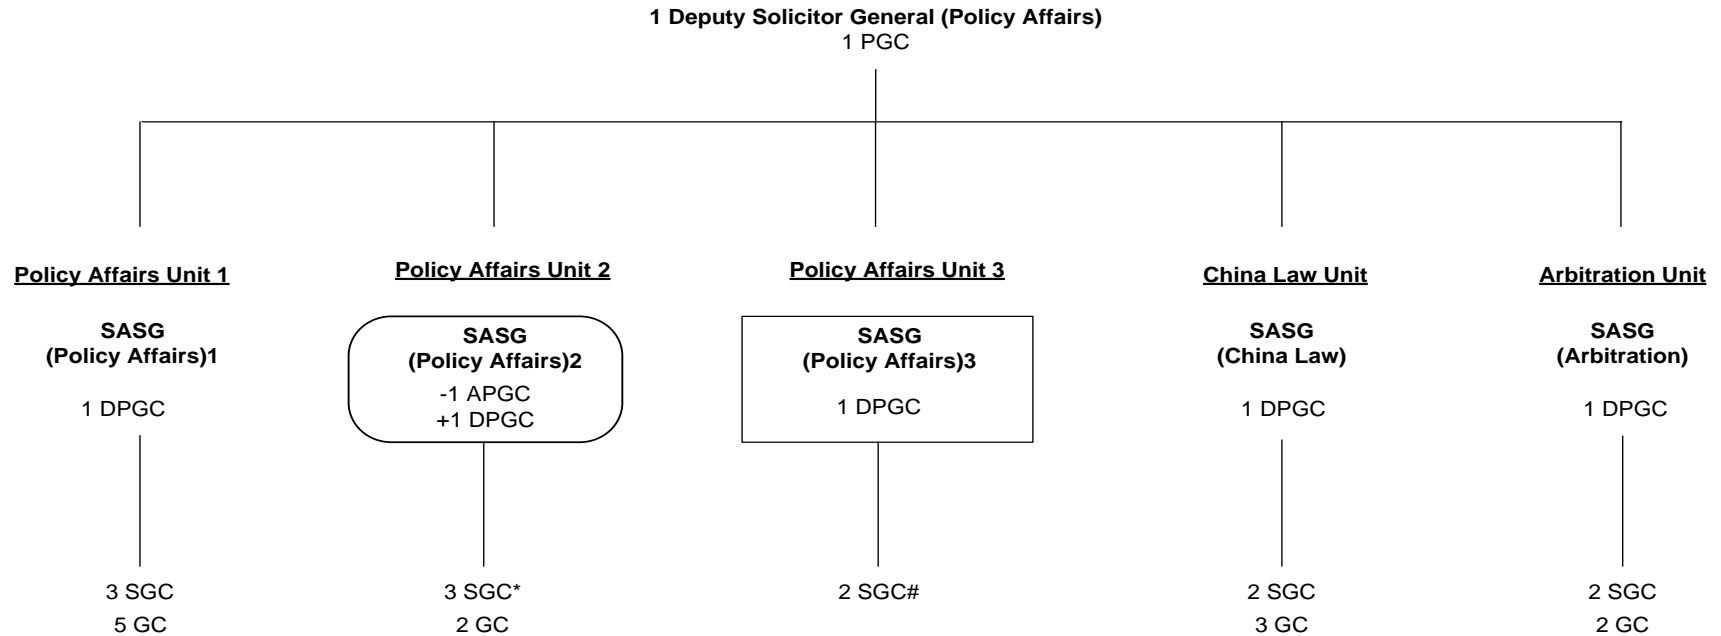 1 Deputy Solicitor General (Policy Affairs)
1 PGC
Policy Affairs Unit 1
SASG
(Policy Affairs)1
1 DPGC
3 SGC
5 GC
Policy Affairs Unit 2
SASG
(Policy Affairs)2
-1 APGC
+1 DPGC
3 SGC*
2 GC
Policy Affairs Unit 3
SASG
(Policy Affairs)3
1 DPGC
2 SGC#
China Law Unit
SASG
(China Law)
1 DPGC
2 SGC
3 GC
Arbitration Unit
SASG
(Arbitration)
1 DPGC
2 SGC
2 GC